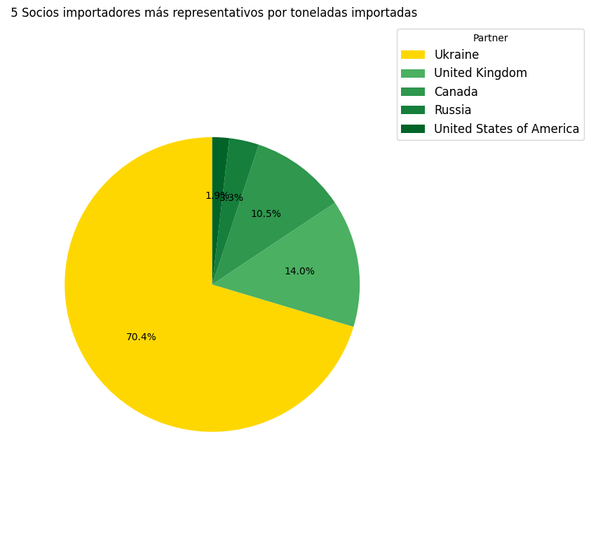 5 Socios importadores más representativos por toneladas importadas
Partner
Ukraine
United Kingdom
Canada
Russia
United States of America
1.9%
3.3%
10.5%
14.0%
70.4%